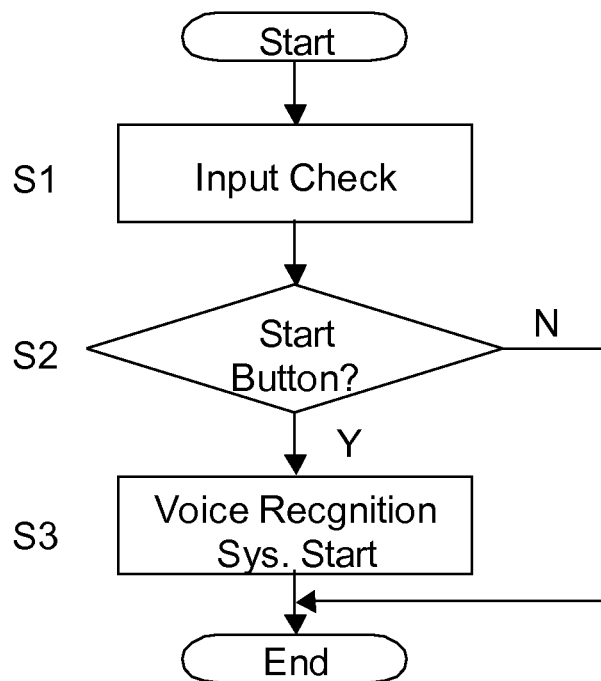 Start
S1
Input Check
S2
Start
Button?
N
Y
S3
Voice Recgnition
Sys. Start
End